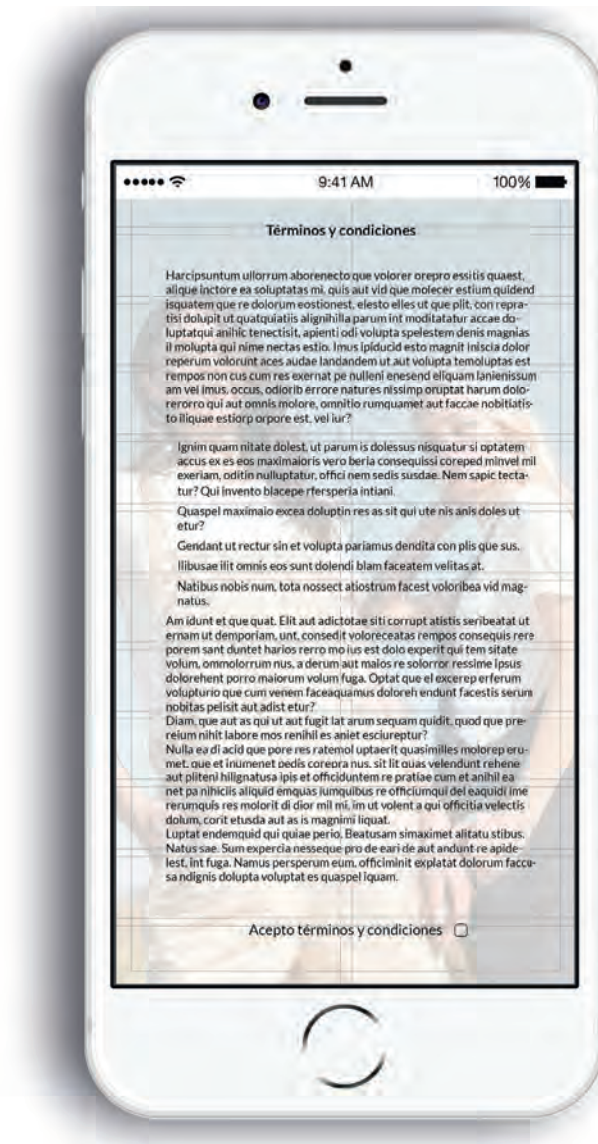 9:41 AM 100%
Términos y condiciones
Harcipsuntum ullorrum aborenecto que volorer orepro essitis quaest,
alique inctore ea soluptatas mi, quis aut vid que molecer estium quidend
isquatem que re dolorum eostionest, elesto elles ut que plit, con repra-
tisi dolupit ut quatquiatiis alignihilla parum int moditatatur accae do-
luptatqui anihic tenectisit, apienti odi volupta spelestem denis magnias
il molupta qui nime nectas estio. Imus ipiducid esto magnit iniscia dolor
reperum volorunt aces audae landandem ut aut volupta temoluptas est
rempos non cus cum res exernat pe nulleni enesend eliquam lanienissum
am vel imus, occus, odiorib errore natures nissimp oruptat harum dolo-
rerorro qui aut omnis molore, omnitio rumquamet aut faccae nobitiatis-
to iliquae estiorp orpore est, vel iur?
Ignim quam nitate dolest, ut parum is dolessus nisquatur si optatem
accus ex es eos maximaioris vero beria consequissi coreped minvel mil
exeriam, oditin nulluptatur, offici nem sedis susdae. Nem sapic tecta-
tur? Qui invento blacepe rfersperia intiani.
Quaspel maximaio excea doluptin res as sit qui ute nis anis doles ut
etur?
Gendant ut rectur sin et volupta pariamus dendita con plis que sus.
Ilibusae ilit omnis eos sunt dolendi blam faceatem velitas at.
Natibus nobis num, tota nossect atiostrum facest voloribea vid mag-
natus.
Am idunt et que quat. Elit aut adictotae siti corrupt atistis seribeatat ut
ernam ut demporiam, unt, consedit voloreceatas rempos consequis rere
porem sant duntet harios rerro mo ius est dolo experit qui tem sitate
volum, ommolorrum nus, a derum aut maios re solorror ressime ipsus
dolorehent porro maiorum volum fuga. Optat que el excerep erferum
volupturio que cum venem faceaquamus doloreh endunt facestis serum
nobitas pelisit aut adist etur?
Diam, que aut as qui ut aut fugit lat arum sequam quidit, quod que pre-
reium nihit labore mos renihil es aniet esciureptur?
Nulla ea di acid que pore res ratemol uptaerit quasimilles molorep eru-
met, que et inumenet pedis corepra nus, sit lit quas velendunt rehene
aut pliteni hilignatusa ipis et officiduntem re pratiae cum et anihil ea
net pa nihiciis aliquid emquas iumquibus re officiumqui del eaquidi ime
rerumquis res molorit di dior mil mi, im ut volent a qui officitia velectis
dolum, corit etusda aut as is magnimi liquat.
Luptat endemquid qui quiae perio. Beatusam simaximet alitatu stibus.
Natus sae. Sum expercia nesseque pro de eari de aut andunt re apide-
lest, int fuga. Namus persperum eum, officiminit explatat dolorum faccu-
sa ndignis dolupta voluptat es quaspel iquam.
Acepto términos y condiciones